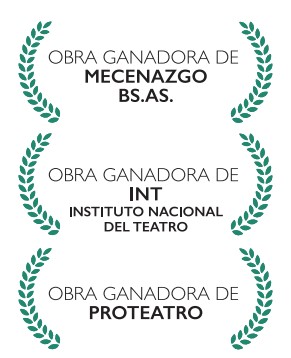 OBRA GANADORA DE
MECENAZGO
BS.AS.
OBRA GANADORA DE
INT
INSTITUTO NACIONAL
DEL TEATRO
OBRA GANADORA DE
PROTEATRO